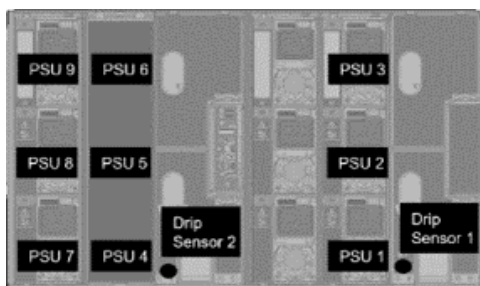 PSU 9
PSU 6
PSU 3
PSU 8
PSU 5
PSU 2
Drip
Sensor 2
Drip
Sensor 1
PSU 7
PSU 4
PSU 1